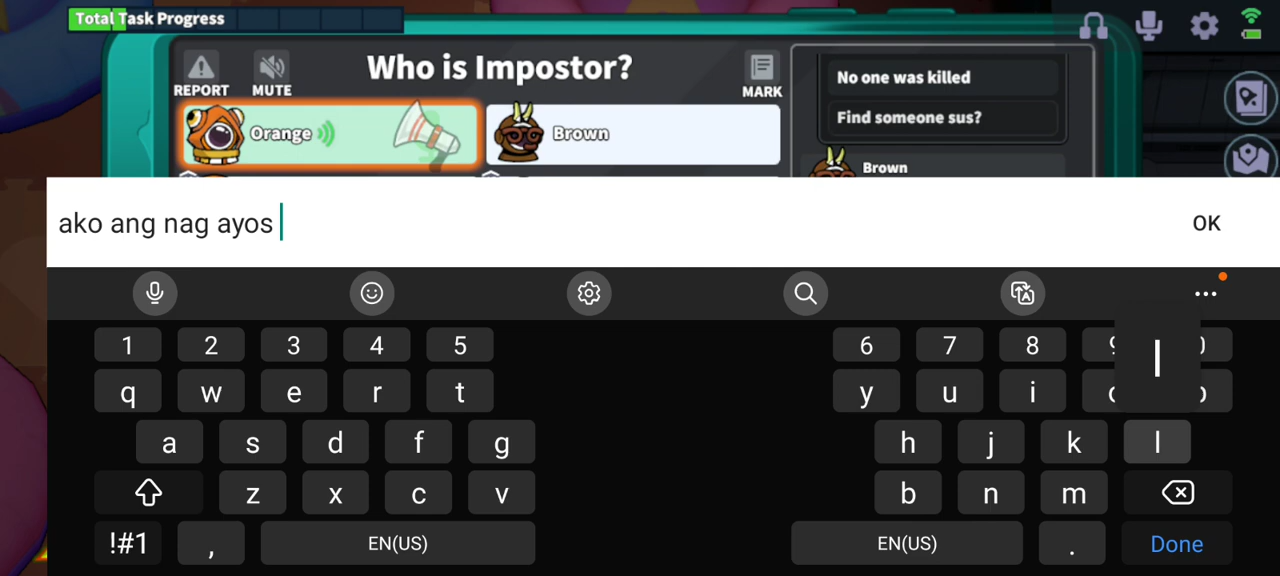 Total Task Progress
Who is Impostor?
REPORT
MUTE
MARK
No one was killed
Find someone sus?
Orange
Brown
Brown
ako ang nag ayos
OK
1 2 3 4 5 6 7 8
q w e r t y u i
a s d f g h j k l
l
z x c v b n m
!#1 , EN(US) EN(US) . Done